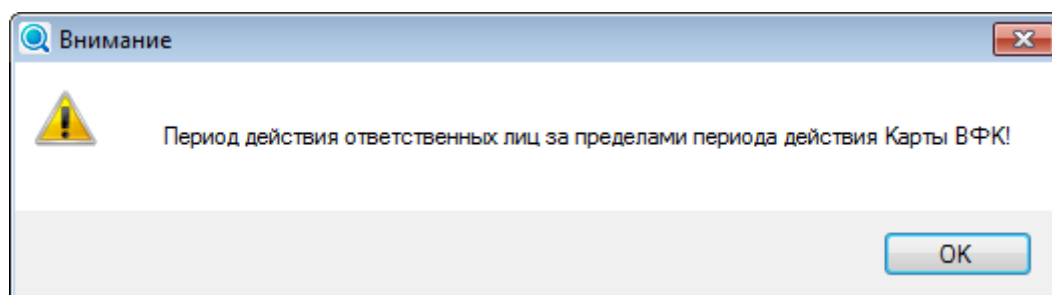 Внимание
Период действия ответственных лиц за пределами периода действия Карты ВФК!
OK